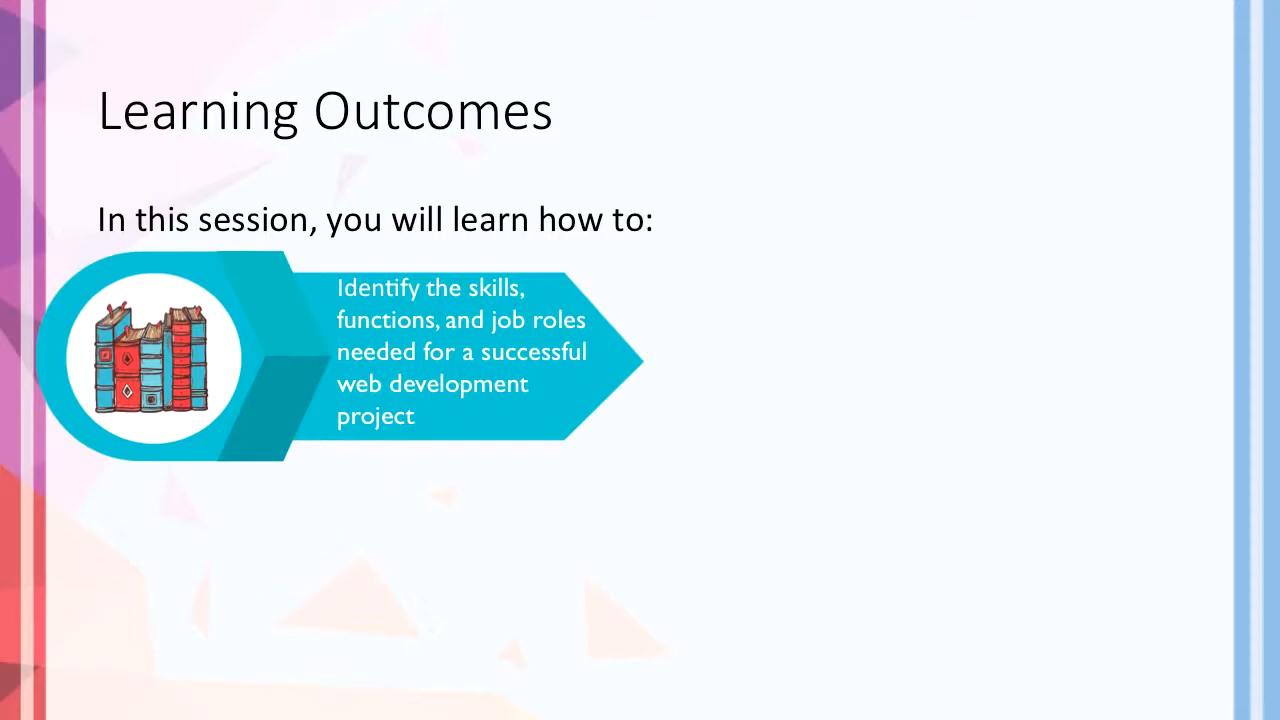 Learning Outcomes
In this session, you will learn how to:
Identify the skills,
functions, and job roles
needed for a successful
web development
project